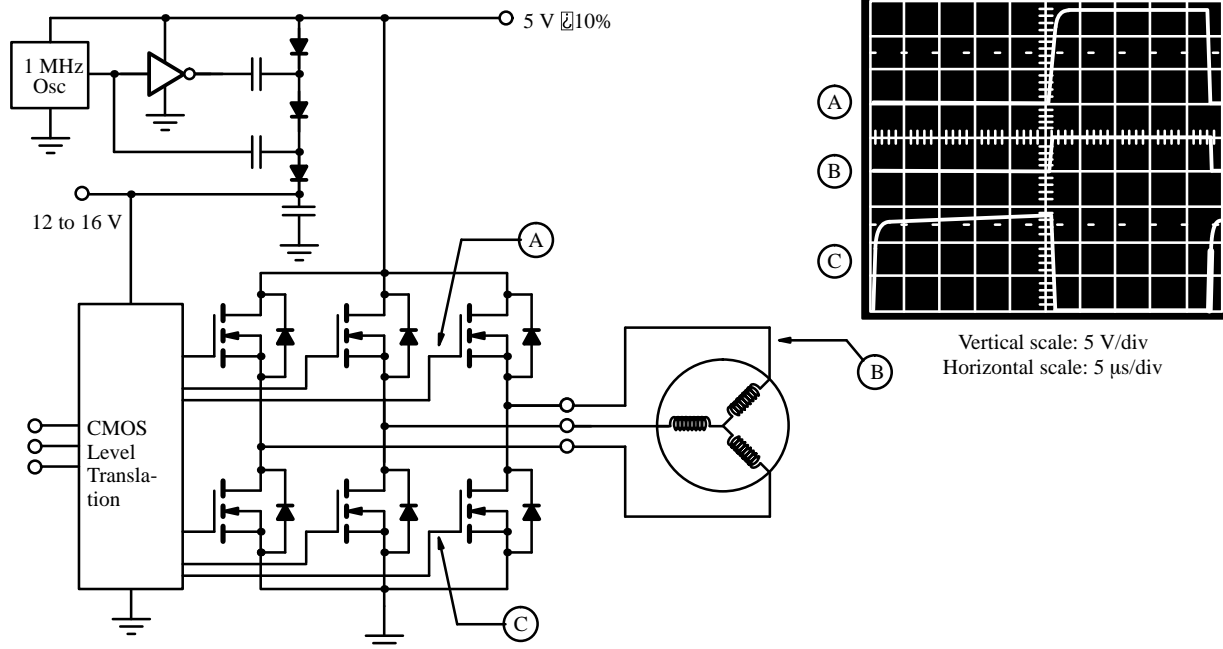 5 V ⍰10%
1 MHz
Osc
12 to 16 V
A
CMOS
Level
Transla-
tion
C
B
A
B
C
Vertical scale: 5 V/div
Horizontal scale: 5 μs/div